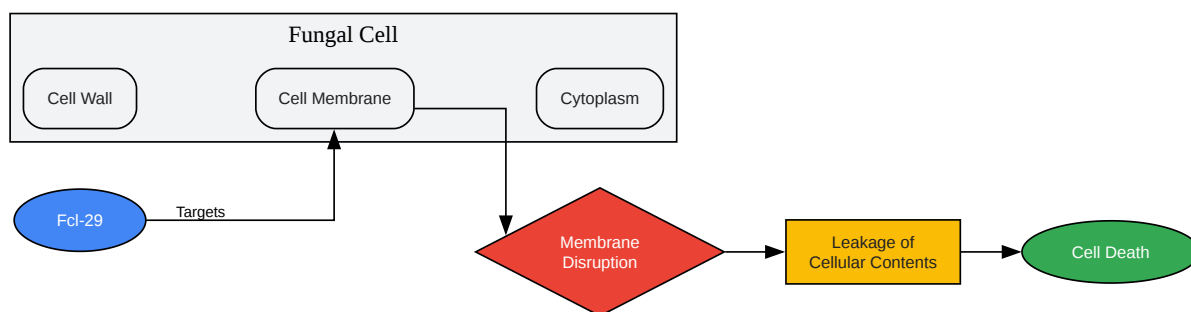 Fungal Cell
Cell Wall
Cell Membrane
Cytoplasm
Fcl-29
Targets
Membrane
Disruption
Leakage of
Cellular Contents
Cell Death